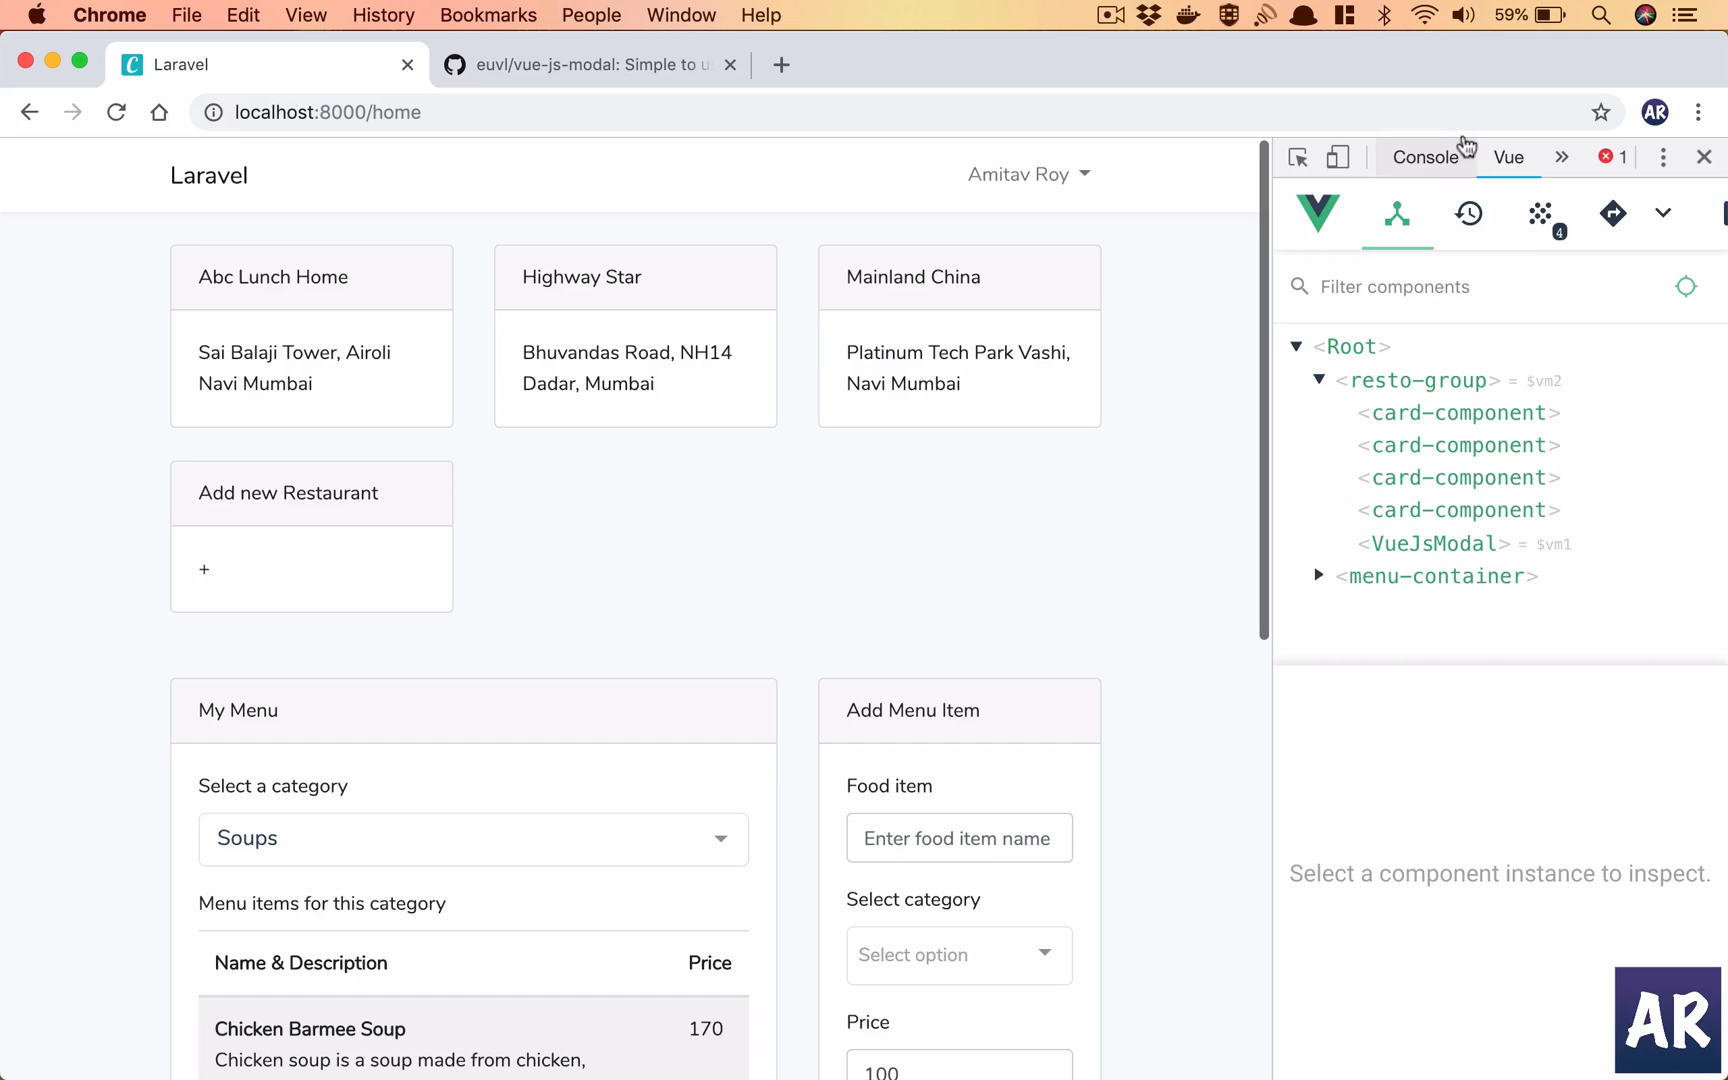 Chrome File Edit View History Bookmarks People Window Help 59%
Laravel
euvl/vue-js-modal: Simple to u
localhost:8000/home
AR
Laravel
Amitav Roy
Console Vue 1
4
Filter components
<Root>
<resto-group> = $vm2
<card-component>
<card-component>
<card-component>
<card-component>
<VueJsModal> = $vm1
<menu-container>
Select a component instance to inspect.
Abc Lunch Home
Sai Balaji Tower, Airoli
Navi Mumbai
Highway Star
Bhuvandas Road, NH14
Dadar, Mumbai
Mainland China
Platinum Tech Park Vashi,
Navi Mumbai
Add new Restaurant
+
My Menu
Select a category
Soups
Menu items for this category
Name & Description Price
Chicken Barmee Soup 170
Chicken soup is a soup made from chicken,
Add Menu Item
Food item
Enter food item name
Select category
Select option
Price
100
AR